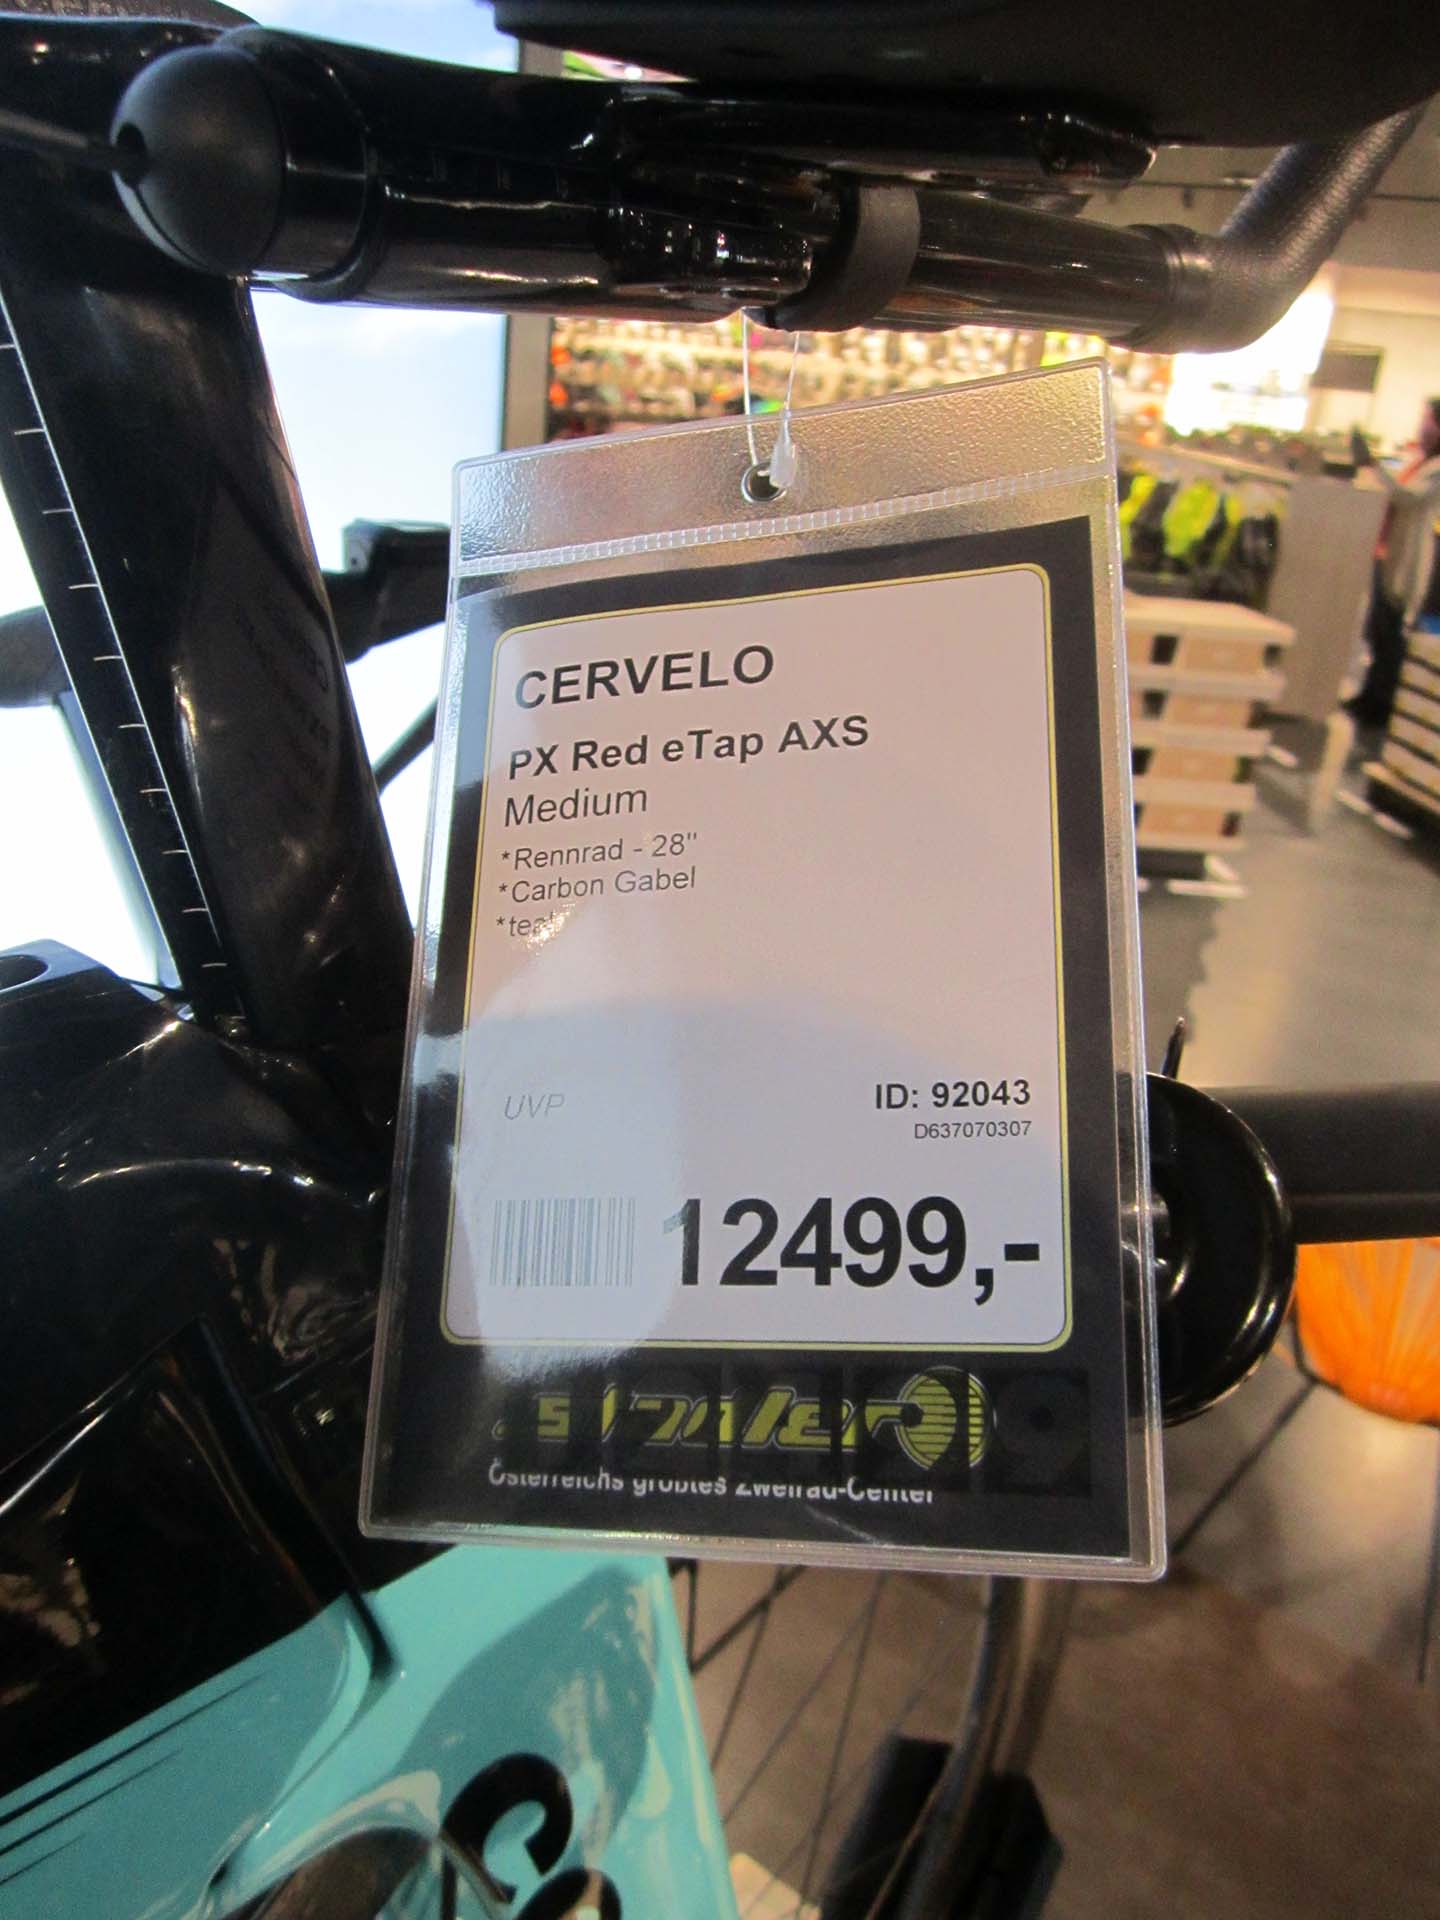 CERVELO
PX Red eTap AXS
Medium
*Rennrad - 28"
*Carbon Gabel
*teal
UVP
ID: 92043
D637070307
12499,-
Österreichs größtes Zweirad-Center